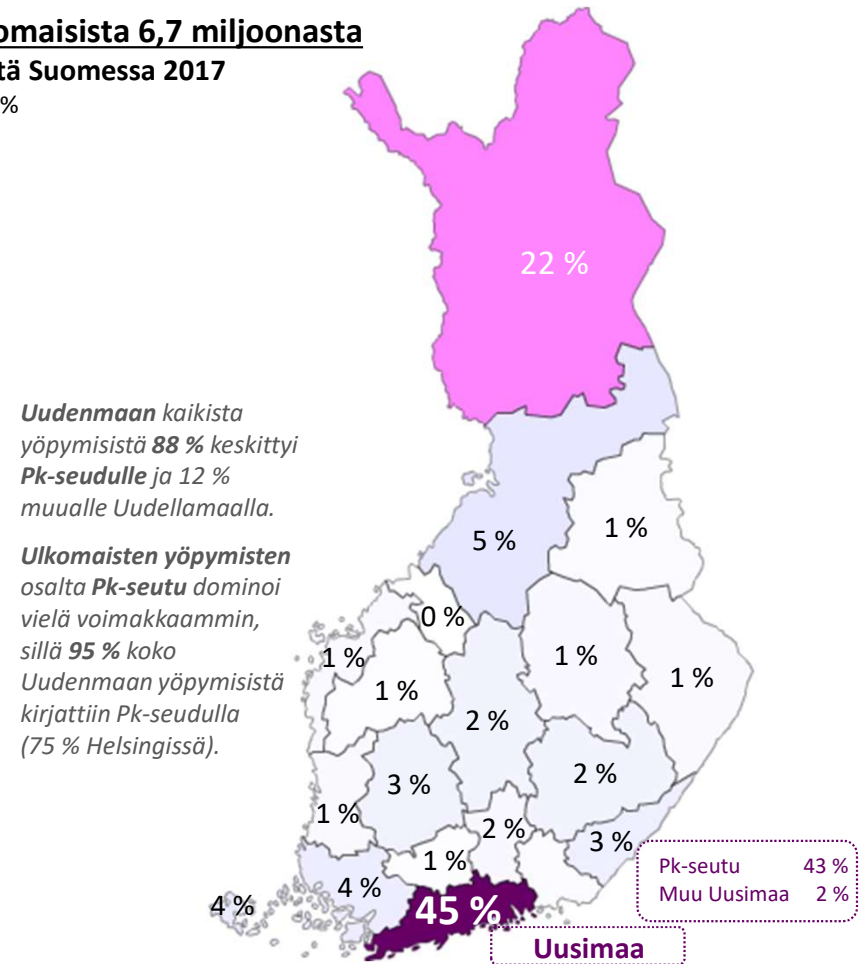 omaisista 6,7 miljoonasta
tä Suomessa 2017
%
22 %
Uudenmaan kaikista
yöpymisistä 88 % keskittyi
Pk-seudulle ja 12 %
muualle Uudellamaalla.
Ulkomaisten yöpymisten
osalta Pk-seutu dominoi
vielä voimakkaammin,
sillä 95 % koko
Uudenmaan yöpymisistä
kirjattiin Pk-seudulla
(75 % Helsingissä).
5 %
1 %
0 %
1 %
1 %
1 %
1 %
2 %
3 %
2 %
1 %
2 %
3 %
1 %
4 %
4 %
45 %
Pk-seutu 43 %
Muu Uusimaa 2 %
Uusimaa